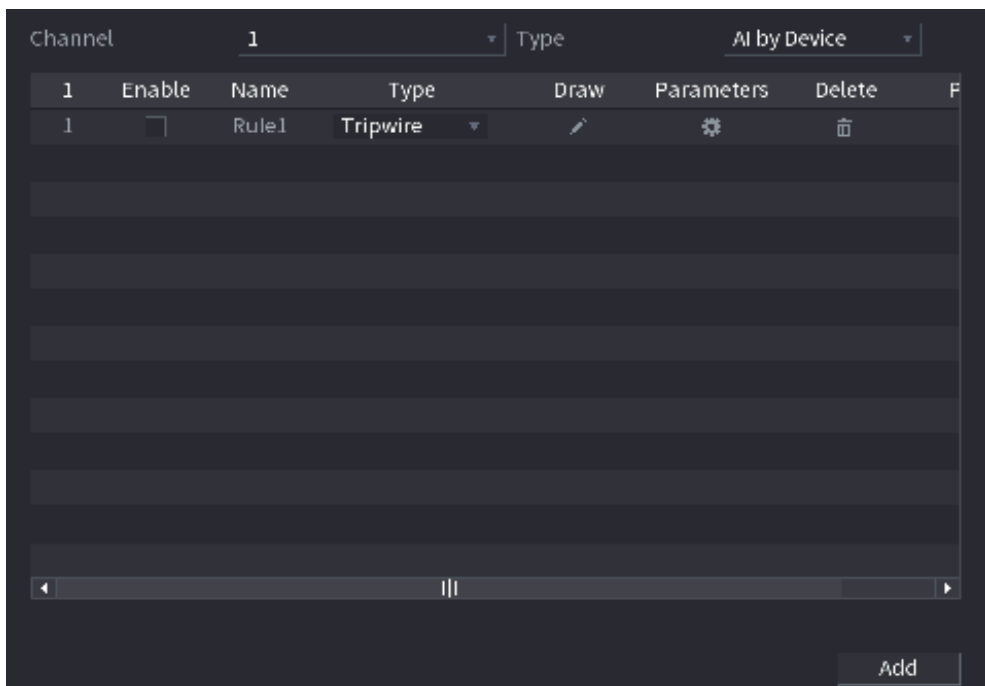 Channel 1 Type AI by Device
1 Enable Name Type Draw Parameters Delete
1 Rule1 Tripwire
Add